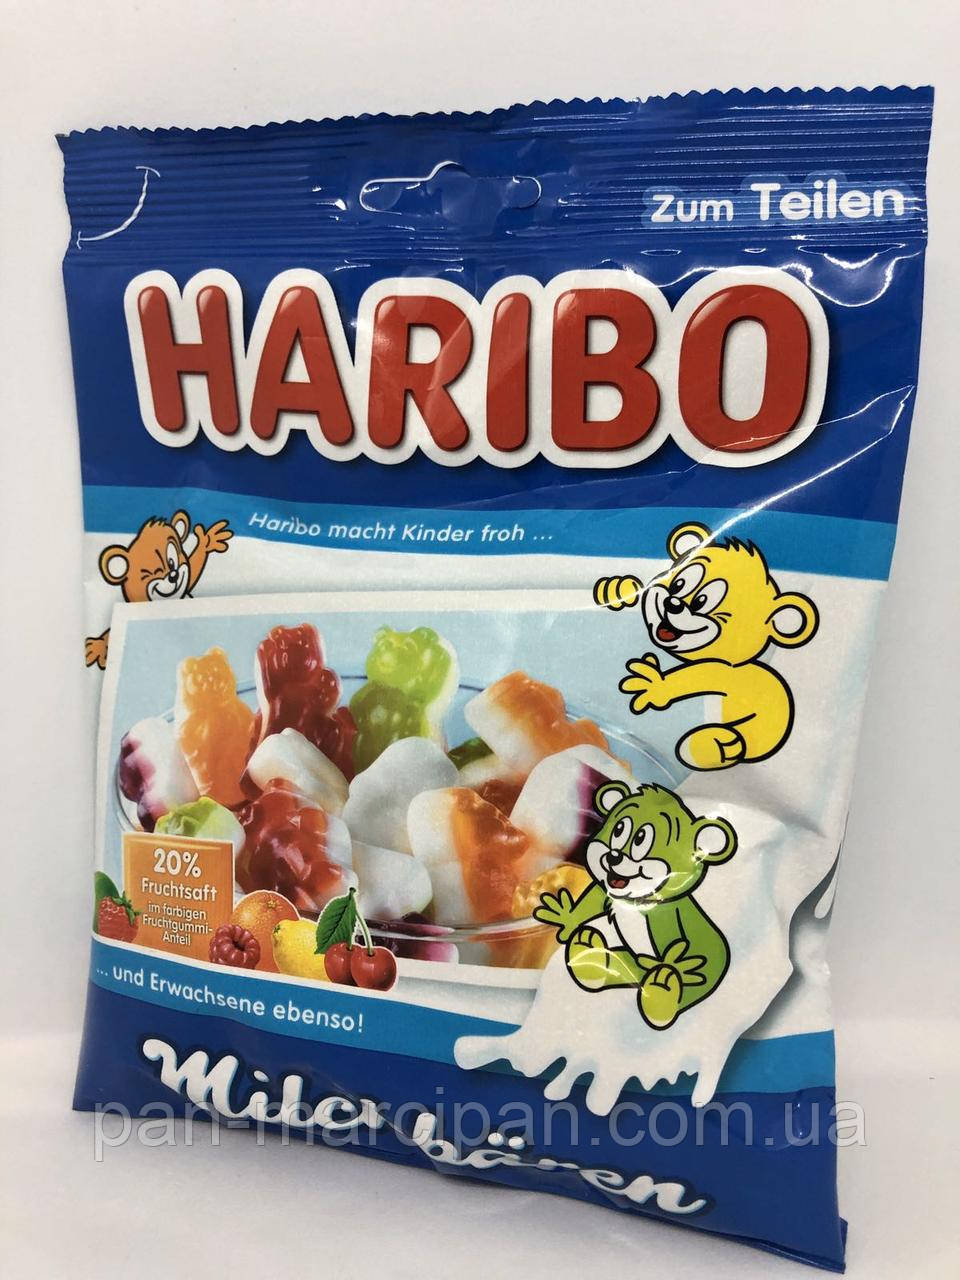 Zum Teilen
HARIBO
Haribo macht Kinder froh ...
20%
Fruchtsaft
im farbigen
Fruchtgummi-
Anteil
... und Erwachsene ebenso!
Milchbären
pan-marcipan.com.ua